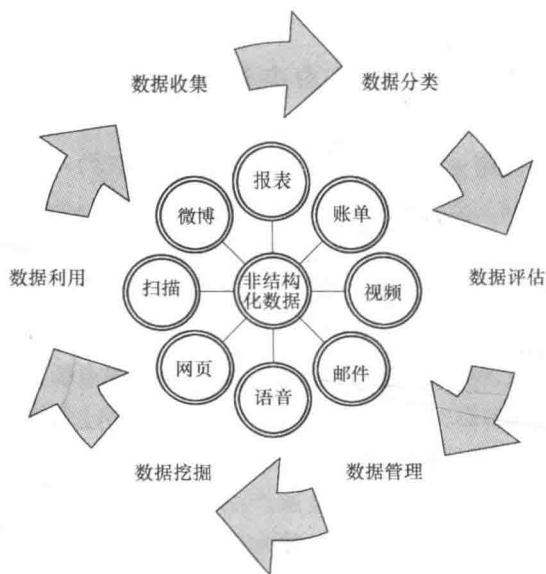 数据收集
数据分类
报表
微博
账单
数据利用
扫描
非结构
化数据
视频
数据评估
网页
邮件
语音
数据挖掘
数据管理